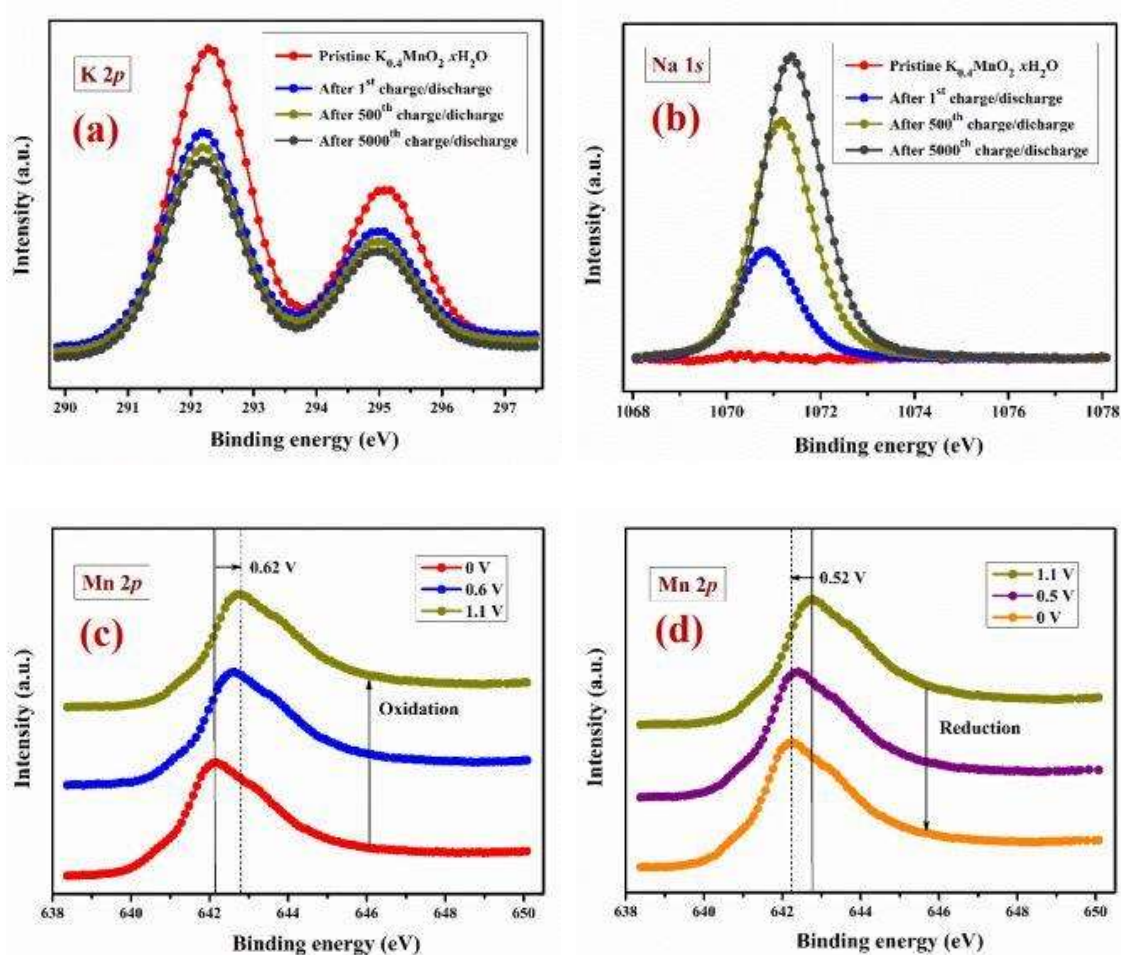 K 2p
(a)
Pristine K0.4MnO2 xH2O
After 1st charge/discharge
After 500th charge/dicharge
After 5000th charge/discharge
Intensity (a.u.)
290 291 292 293 294 295 296 297
Binding energy (eV)
Na 1s
(b)
Pristine K0.4MnO2 xH2O
After 1st charge/discharge
After 500th charge/dicharge
After 5000th charge/discharge
Intensity (a.u.)
1068 1070 1072 1074 1076 1078
Binding energy (eV)
Mn 2p
(c)
0.62 V
0 V
0.6 V
1.1 V
Oxidation
Intensity (a.u.)
638 640 642 644 646 648 650
Binding energy (eV)
Mn 2p
(d)
0.52 V
1.1 V
0.5 V
0 V
Reduction
Intensity (a.u.)
638 640 642 644 646 648 650
Binding energy (eV)